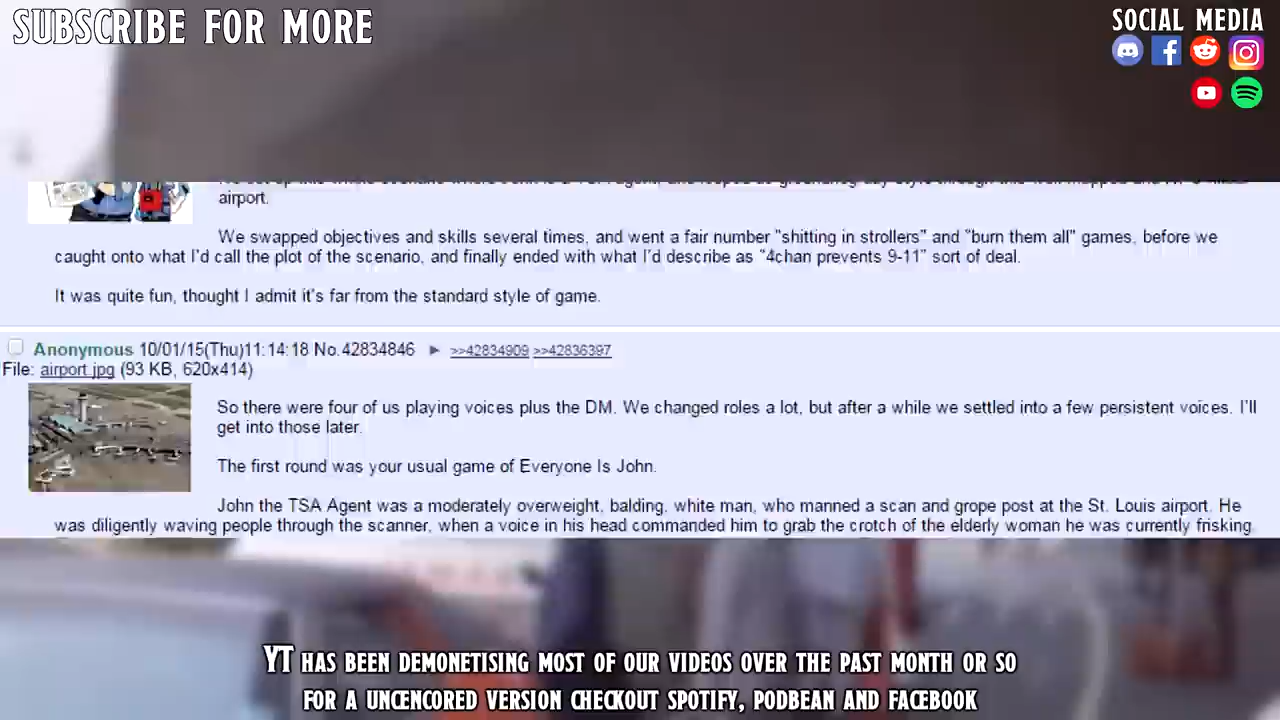 SUBSCRIBE FOR MORE
SOCIAL MEDIA
airport.
We swapped objectives and skills several times, and went a fair number "shitting in strollers" and "burn them all" games, before we
caught onto what I'd call the plot of the scenario, and finally ended with what I'd describe as "4chan prevents 9-11" sort of deal.
It was quite fun, thought I admit it's far from the standard style of game.
Anonymous 10/01/15(Thu)11:14:18 No.42834846 ▶ >>42834909 >>42836397
File: airport.jpg (93 KB, 620x414)
So there were four of us playing voices plus the DM. We changed roles a lot, but after a while we settled into a few persistent voices. I'll
get into those later.
The first round was your usual game of Everyone Is John.
John the TSA Agent was a moderately overweight, balding, white man, who manned a scan and grope post at the St. Louis airport. He
was diligently waving people through the scanner, when a voice in his head commanded him to grab the crotch of the elderly woman he was currently frisking.
YT HAS BEEN DEMONETISING MOST OF OUR VIDEOS OVER THE PAST MONTH OR SO
FOR A UNCENCORED VERSION CHECKOUT SPOTIFY, PODBEAN AND FACEBOOK